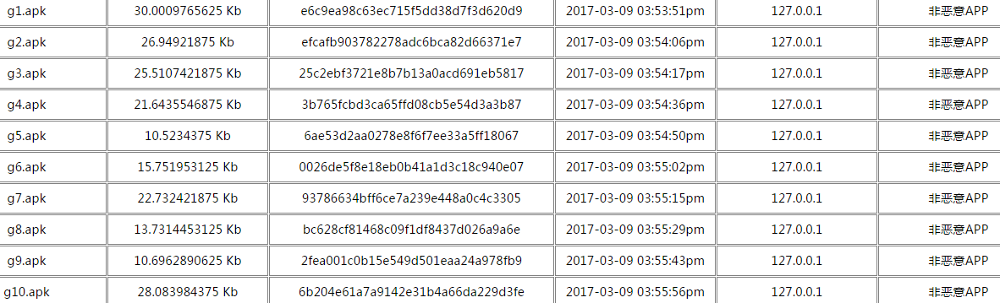 g1.apk 30.0009765625 Kb e6c9ea98c63ec715f5dd38d7f3d620d9 2017-03-09 03:53:51pm 127.0.0.1 非恶意APP
g2.apk 26.94921875 Kb efcafb903782278adc6bca82d66371e7 2017-03-09 03:54:06pm 127.0.0.1 非恶意APP
g3.apk 25.5107421875 Kb 25c2ebf3721e8b7b13a0acd691eb5817 2017-03-09 03:54:17pm 127.0.0.1 非恶意APP
g4.apk 21.6435546875 Kb 3b765fcbd3ca65ffd08cb5e54d3a3b87 2017-03-09 03:54:36pm 127.0.0.1 非恶意APP
g5.apk 10.5234375 Kb 6ae53d2aa0278e8f6f7ee33a5ff18067 2017-03-09 03:54:50pm 127.0.0.1 非恶意APP
g6.apk 15.751953125 Kb 0026de5f8e18eb0b41a1d3c18c940e07 2017-03-09 03:55:02pm 127.0.0.1 非恶意APP
g7.apk 22.732421875 Kb 93786634bff6ce7a239e448a0c4c3305 2017-03-09 03:55:15pm 127.0.0.1 非恶意APP
g8.apk 13.7314453125 Kb bc628cf81468c09f1df8437d026a9a6e 2017-03-09 03:55:29pm 127.0.0.1 非恶意APP
g9.apk 10.6962890625 Kb 2fea001c0b15e549d501eaa24a978fb9 2017-03-09 03:55:43pm 127.0.0.1 非恶意APP
g10.apk 28.083984375 Kb 6b204e61a7a9142e31b4a66da229d3fe 2017-03-09 03:55:56pm 127.0.0.1 非恶意APP